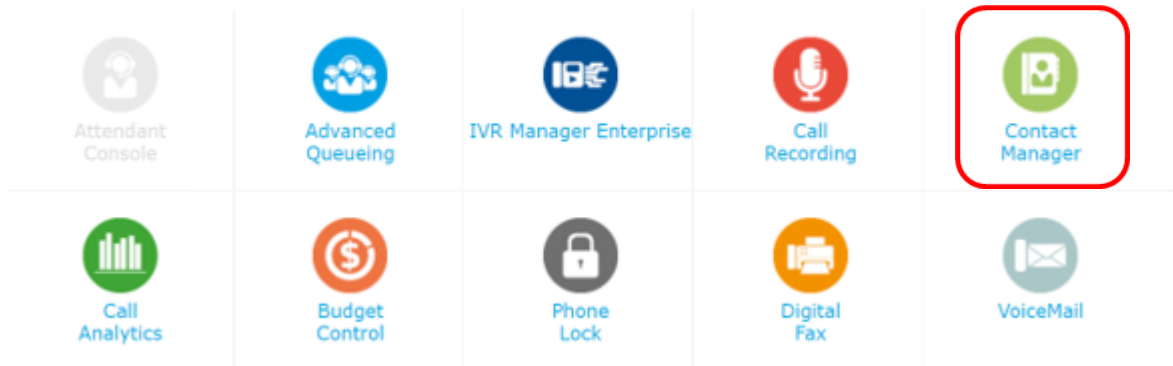 Attendant
Console
Advanced
Queueing
IVR Manager Enterprise
Call
Recording
Contact
Manager
Call
Analytics
Budget
Control
Phone
Lock
Digital
Fax
VoiceMail